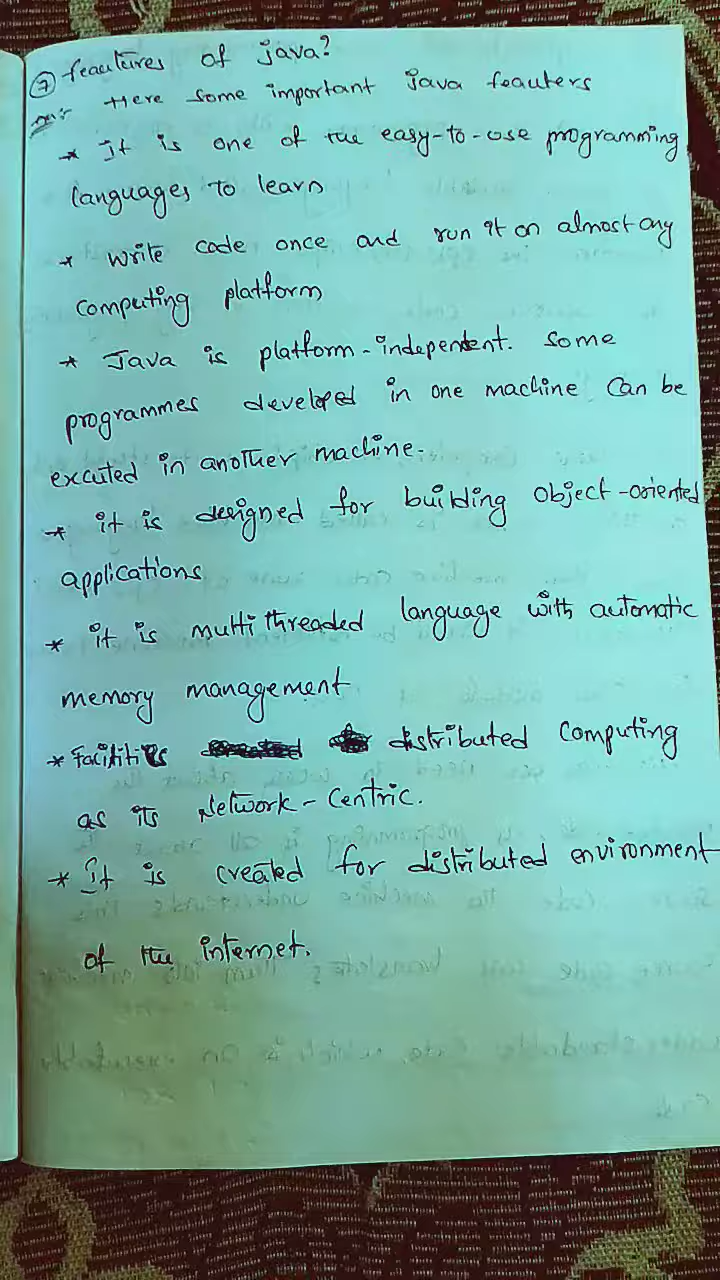 ⑦ feautures of java?
Ans:- Here some important java feauters
* It is one of the easy-to-use programming
languages to learn
* write code once and run it on almost any
computing platform
* Java is platform-independent. some
programmes developed in one machine can be
excuted in another machine.
* it is designed for building object-oriented
applications
* it is multithreaded language with automatic
memory management
* distributed computing
as its Network-Centric.
* It is created for distributed environment
of the internet.